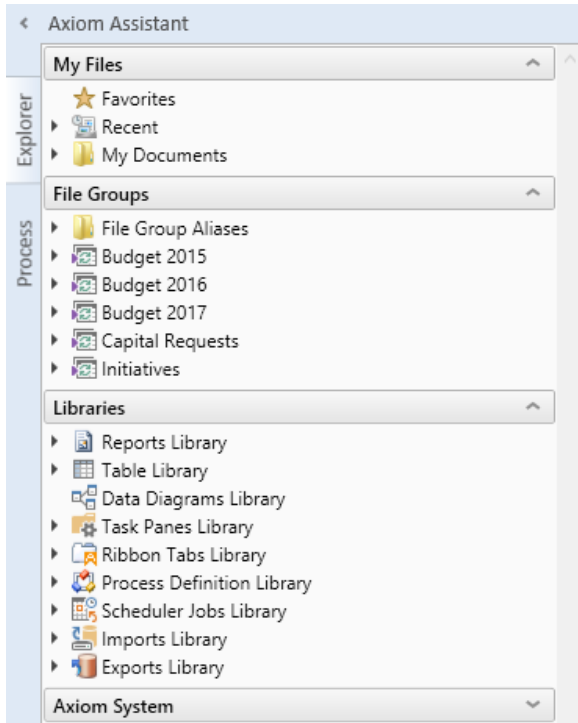 Axiom Assistant
My Files
Favorites
Recent
My Documents
File Groups
File Group Aliases
Budget 2015
Budget 2016
Budget 2017
Capital Requests
Initiatives
Libraries
Reports Library
Table Library
Data Diagrams Library
Task Panes Library
Ribbon Tabs Library
Process Definition Library
Scheduler Jobs Library
Imports Library
Exports Library
Axiom System
Explorer
Process